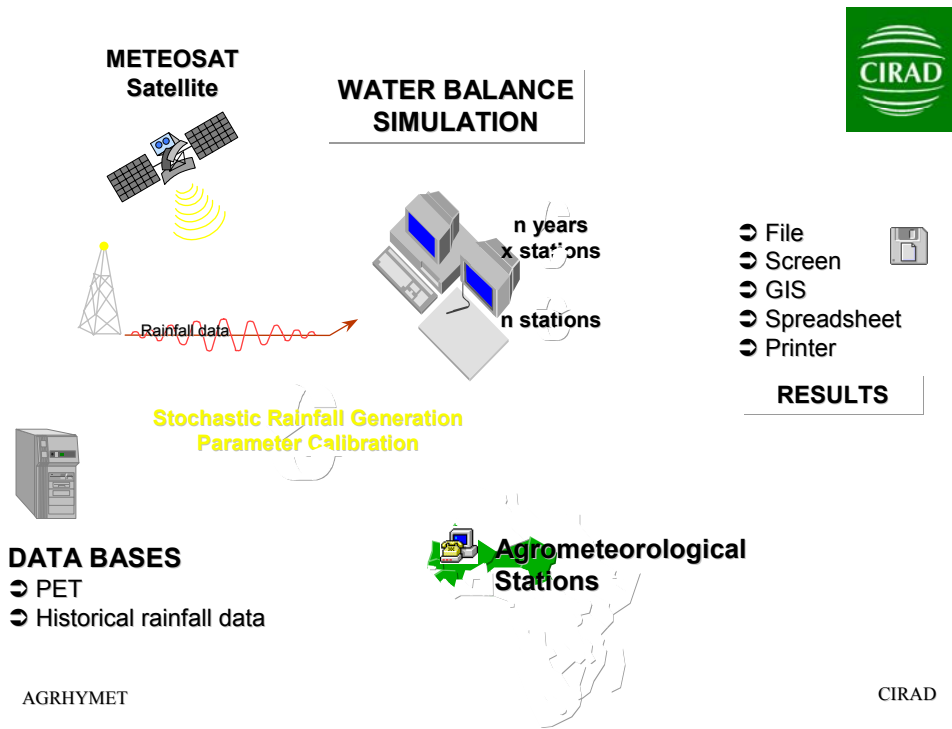 METEOSAT
Satellite
WATER BALANCE
SIMULATION
CIRAD
n years
x stations
n stations
Rainfall data
➲ File
➲ Screen
➲ GIS
➲ Spreadsheet
➲ Printer
RESULTS
Stochastic Rainfall Generation
Parameter Calibration
DATA BASES
➲ PET
➲ Historical rainfall data
Agrometeorological
Stations
AGRHYMET
CIRAD